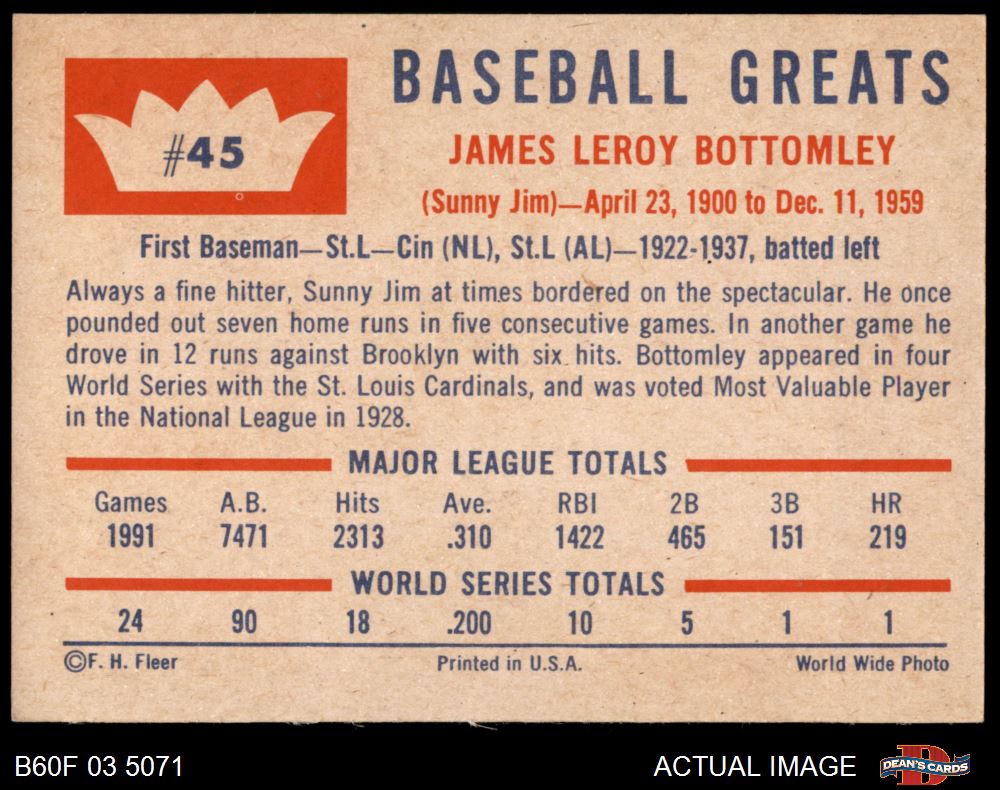 #45
BASEBALL GREATS
JAMES LEROY BOTTOMLEY
(Sunny Jim)—April 23, 1900 to Dec. 11, 1959
First Baseman—St.L—Cin (NL), St.L (AL)—1922-1937, batted left
Always a fine hitter, Sunny Jim at times bordered on the spectacular. He once
pounded out seven home runs in five consecutive games. In another game he
drove in 12 runs against Brooklyn with six hits. Bottomley appeared in four
World Series with the St. Louis Cardinals, and was voted Most Valuable Player
in the National League in 1928.
MAJOR LEAGUE TOTALS
Games A.B. Hits Ave. RBI 2B 3B HR
1991 7471 2313 .310 1422 465 151 219
WORLD SERIES TOTALS
24 90 18 .200 10 5 1 1
©F. H. Fleer Printed in U.S.A. World Wide Photo
B60F 03 5071 ACTUAL IMAGE DEAN'S CARDS